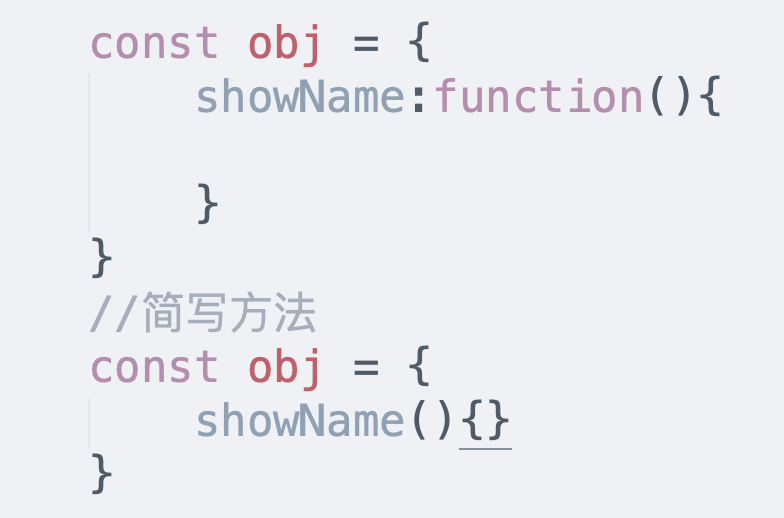 const obj = {
    showName:function(){

    }
}
//简写方法
const obj = {
    showName(){}
}